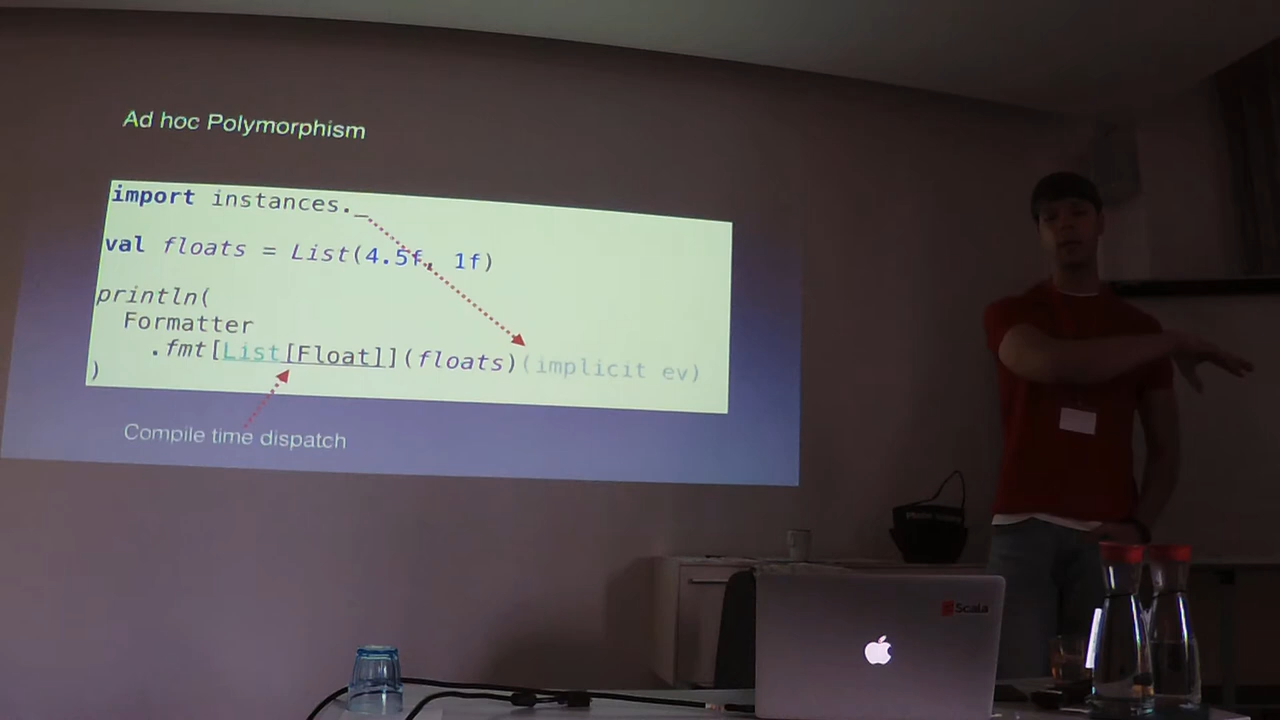 Ad hoc Polymorphism
import instances._
val floats = List(4.5f, 1f)
println(
Formatter
.fmt[List[Float]](floats)(implicit ev)
)
Compile time dispatch
Scala